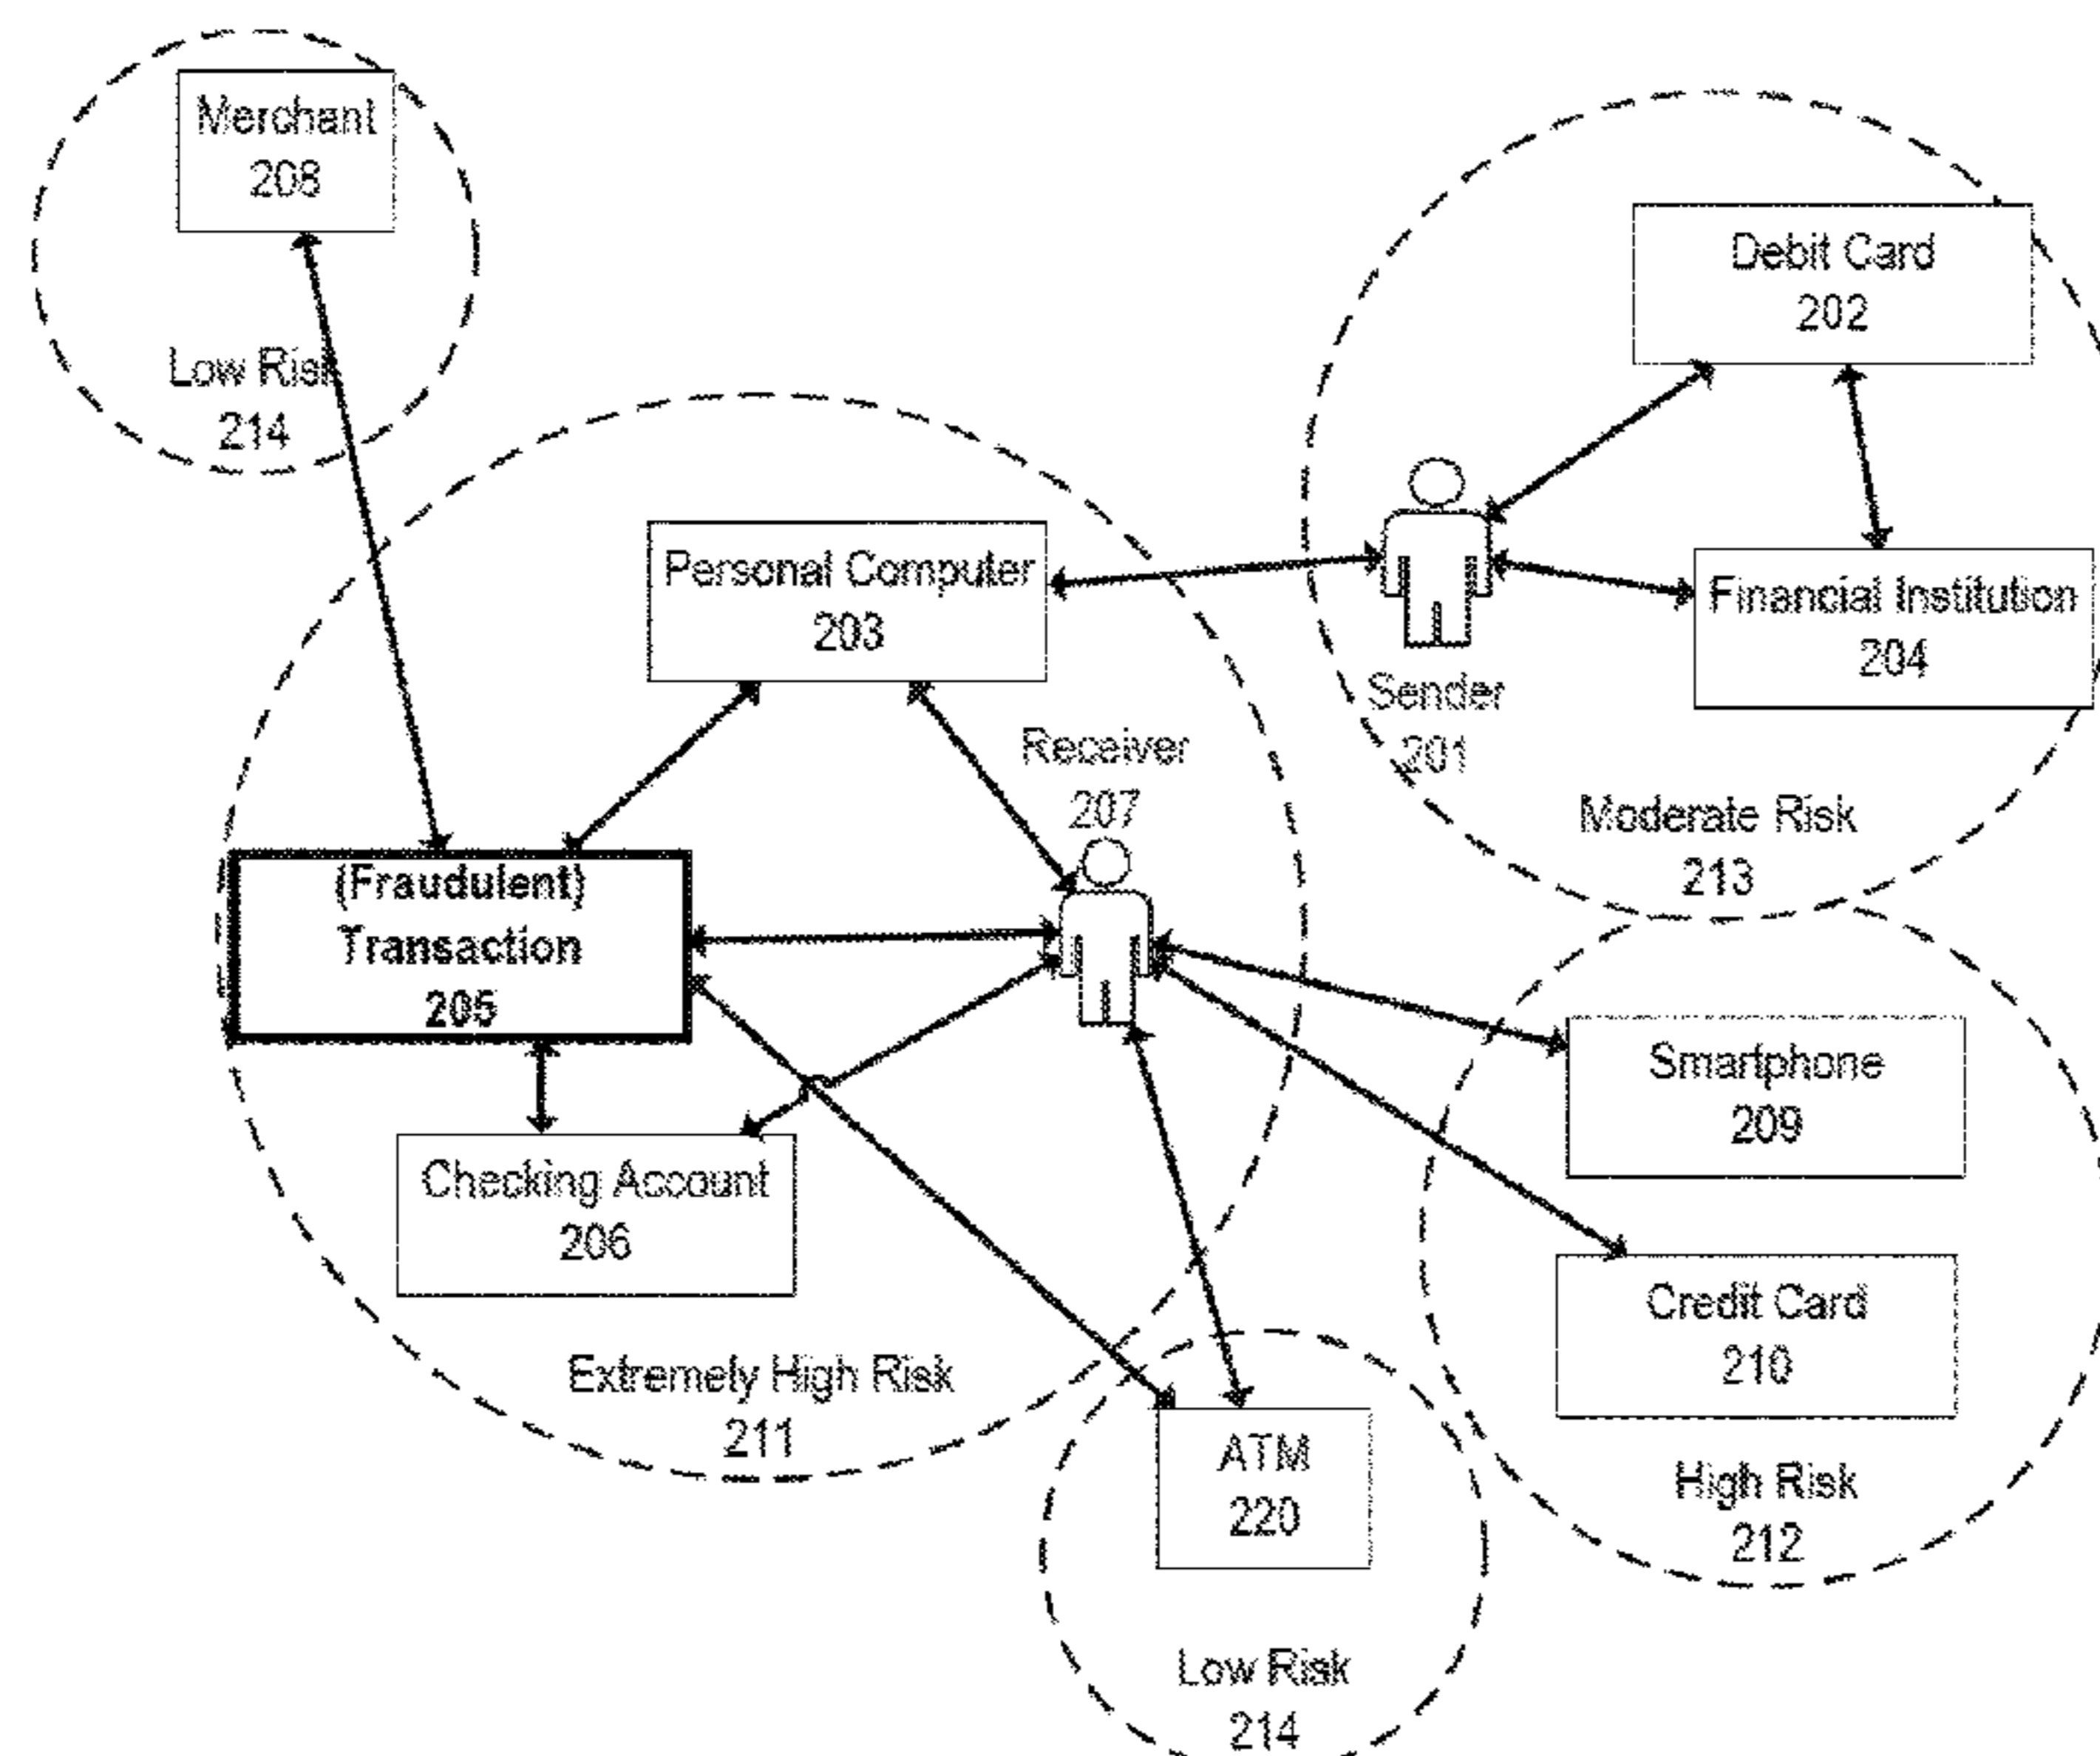 Merchant
208
Low Risk
214
Debit Card
202
Personal Computer
203
Financial Institution
204
Sender
201
Receiver
207
Moderate Risk
213
(Fraudulent)
Transaction
205
Smartphone
209
Checking Account
206
Credit Card
210
Extremely High Risk
211
ATM
220
High Risk
212
Low Risk
214